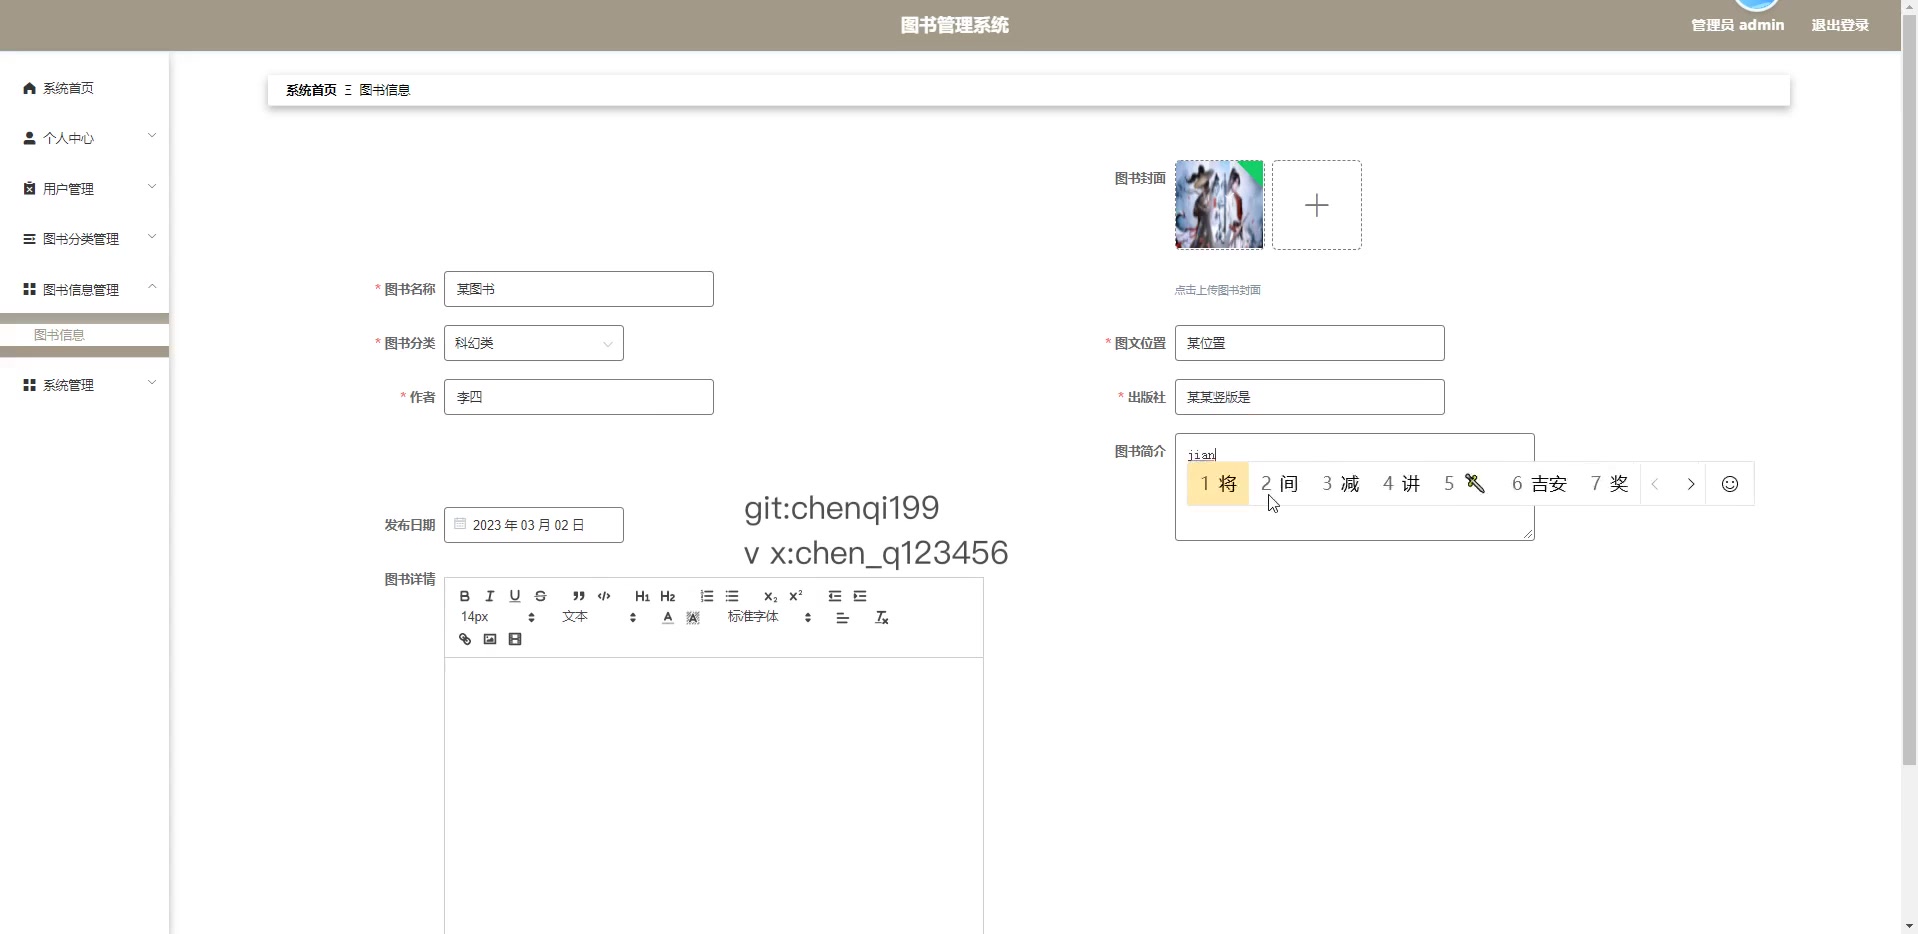 图书管理系统
管理员 admin
退出登录
系统首页
个人中心
用户管理
图书分类管理
图书信息管理
图书信息
系统管理
系统首页 Ξ 图书信息
图书封面
点击上传图书封面
* 图书名称 某图书
* 图书分类 科幻类
* 图文位置 某位置
* 作者 李四
* 出版社 某某竖版是
图书简介 jian
1 将 2 间 3 减 4 讲 5 6 吉安 7 奖
git:chenqi199
v x:chen_q123456
发布日期 2023 年 03 月 02 日
图书详情
B I U S H1 H2 X2 X2
14px 文本 A A 标准字体 Tx